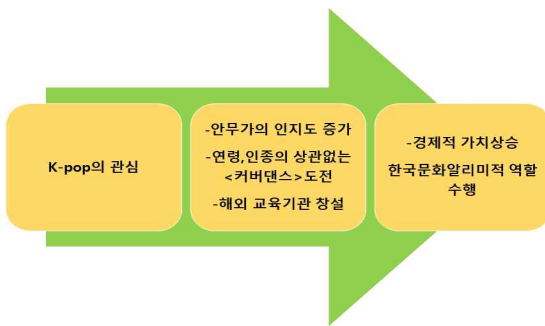 K-pop의 관심
-안무가의 인지도 증가
-연령,인종의 상관없는
<커버댄스>도전
-해외 교육기관 창설
-경제적 가치상승
한국문화알리미적 역할
수행